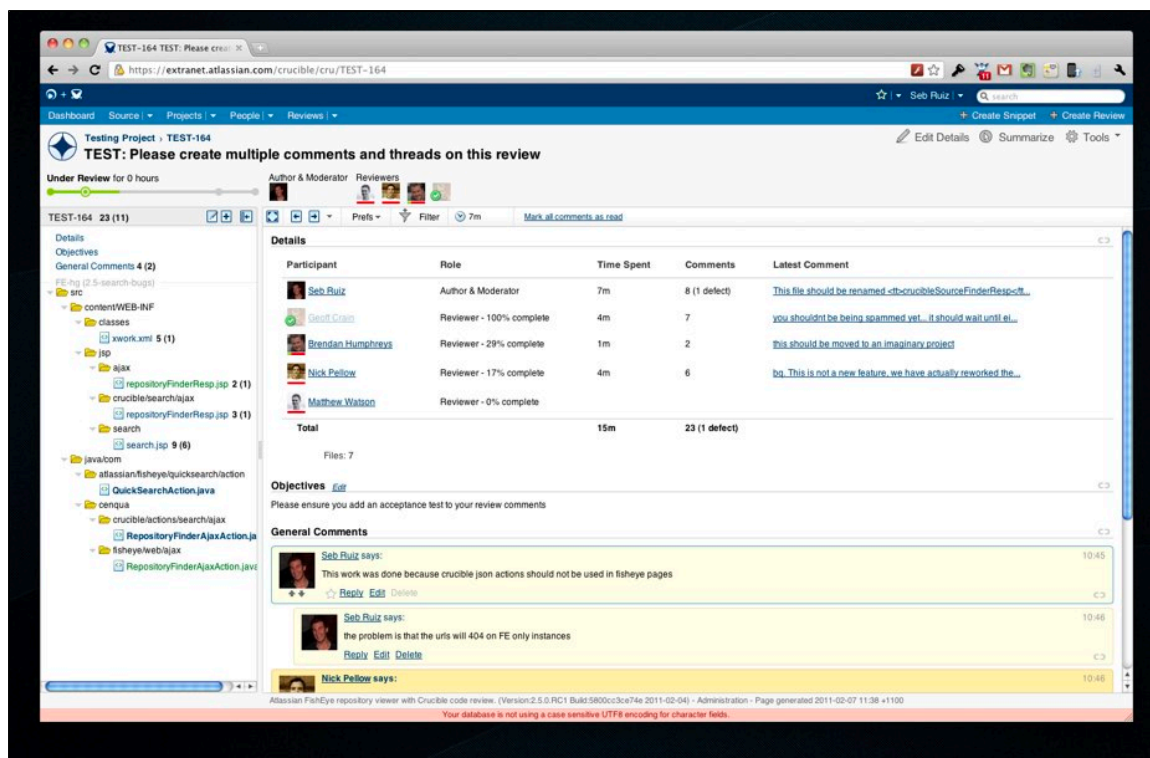 TEST-164 TEST: Please crea
https://extranet.atlassian.com/crucible/cru/TEST-164
11
Seb Ruiz
search
Dashboard Source Projects People Reviews
+ Create Snippet + Create Review
Testing Project › TEST-164
TEST: Please create multiple comments and threads on this review
Edit Details Summarize Tools
Under Review for 0 hours
Author & Moderator Reviewers
TEST-164 23 (11)
Prefs Filter 7m Mark all comments as read
Details
Objectives
General Comments 4 (2)
FE-hg (2.5-search-bugs)
src
content/WEB-INF
classes
xwork.xml 5 (1)
jsp
ajax
repositoryFinderResp.jsp 2 (1)
crucible/search/ajax
repositoryFinderResp.jsp 3 (1)
search
search.jsp 9 (6)
java/com
atlassian/fisheye/quicksearch/action
QuickSearchAction.java
cenqua
crucible/actions/search/ajax
RepositoryFinderAjaxAction.ja
fisheye/web/ajax
RepositoryFinderAjaxAction.java
Details
Participant Role Time Spent Comments Latest Comment
Seb Ruiz Author & Moderator 7m 8 (1 defect) This file should be renamed <tt>crucibleSourceFinderResp</tt...
Geoff Crain Reviewer - 100% complete 4m 7 you shouldnt be being spammed yet... it should wait until ei...
Brendan Humphreys Reviewer - 29% complete 1m 2 this should be moved to an imaginary project
Nick Pellow Reviewer - 17% complete 4m 6 bq. This is not a new feature, we have actually reworked the...
Matthew Watson Reviewer - 0% complete
Total 15m 23 (1 defect)
Files: 7
Objectives Edit
Please ensure you add an acceptance test to your review comments
General Comments
Seb Ruiz says: 10:45
This work was done because crucible json actions should not be used in fisheye pages
Reply Edit Delete
Seb Ruiz says: 10:46
the problem is that the urls will 404 on FE only instances
Reply Edit Delete
Nick Pellow says: 10:46
Atlassian FishEye repository viewer with Crucible code review. (Version:2.5.0.RC1 Build:5800cc3ce74e 2011-02-04) - Administration - Page generated 2011-02-07 11:38 +1100
Your database is not using a case sensitive UTF8 encoding for character fields.